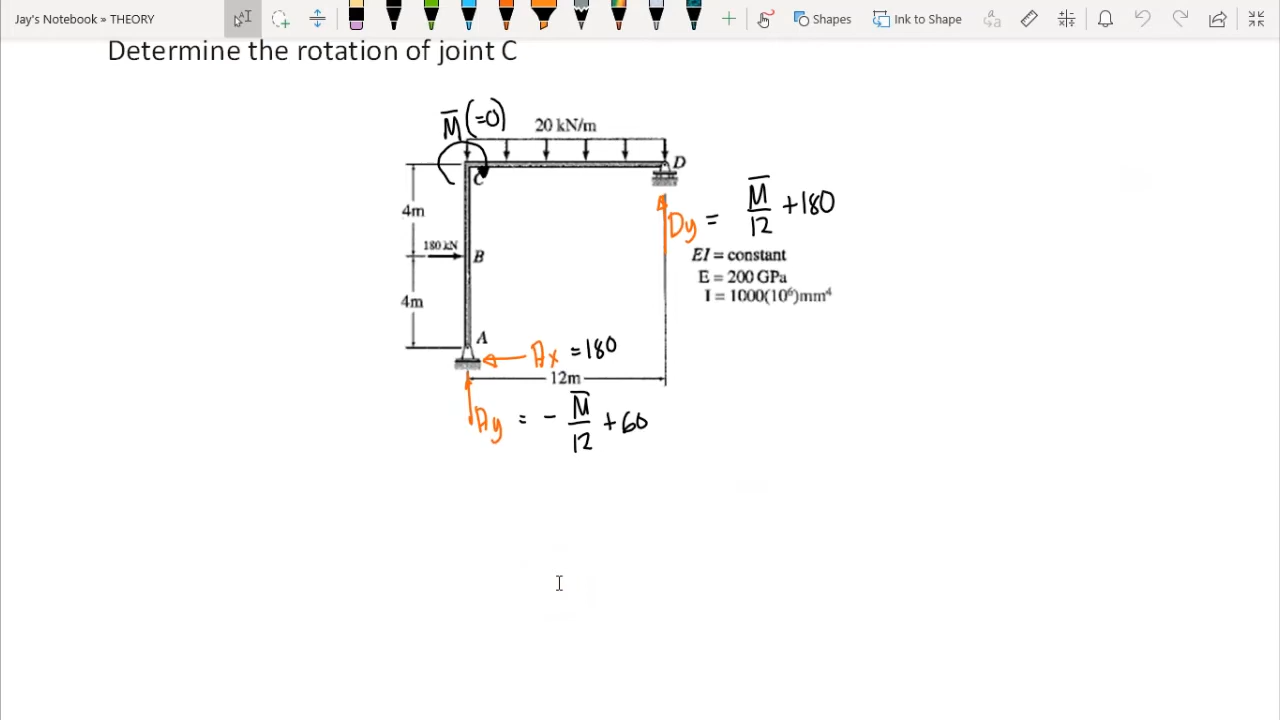 Jay's Notebook » THEORY
Shapes
Ink to Shape
Determine the rotation of joint C
M̅ (=0)
20 kN/m
C
D
4m
Dy = M̅/12 +180
180 kN
B
EI = constant
E = 200 GPa
I = 1000(10⁶)mm⁴
4m
A
Ax =180
12m
Ay = - M̅/12 +60